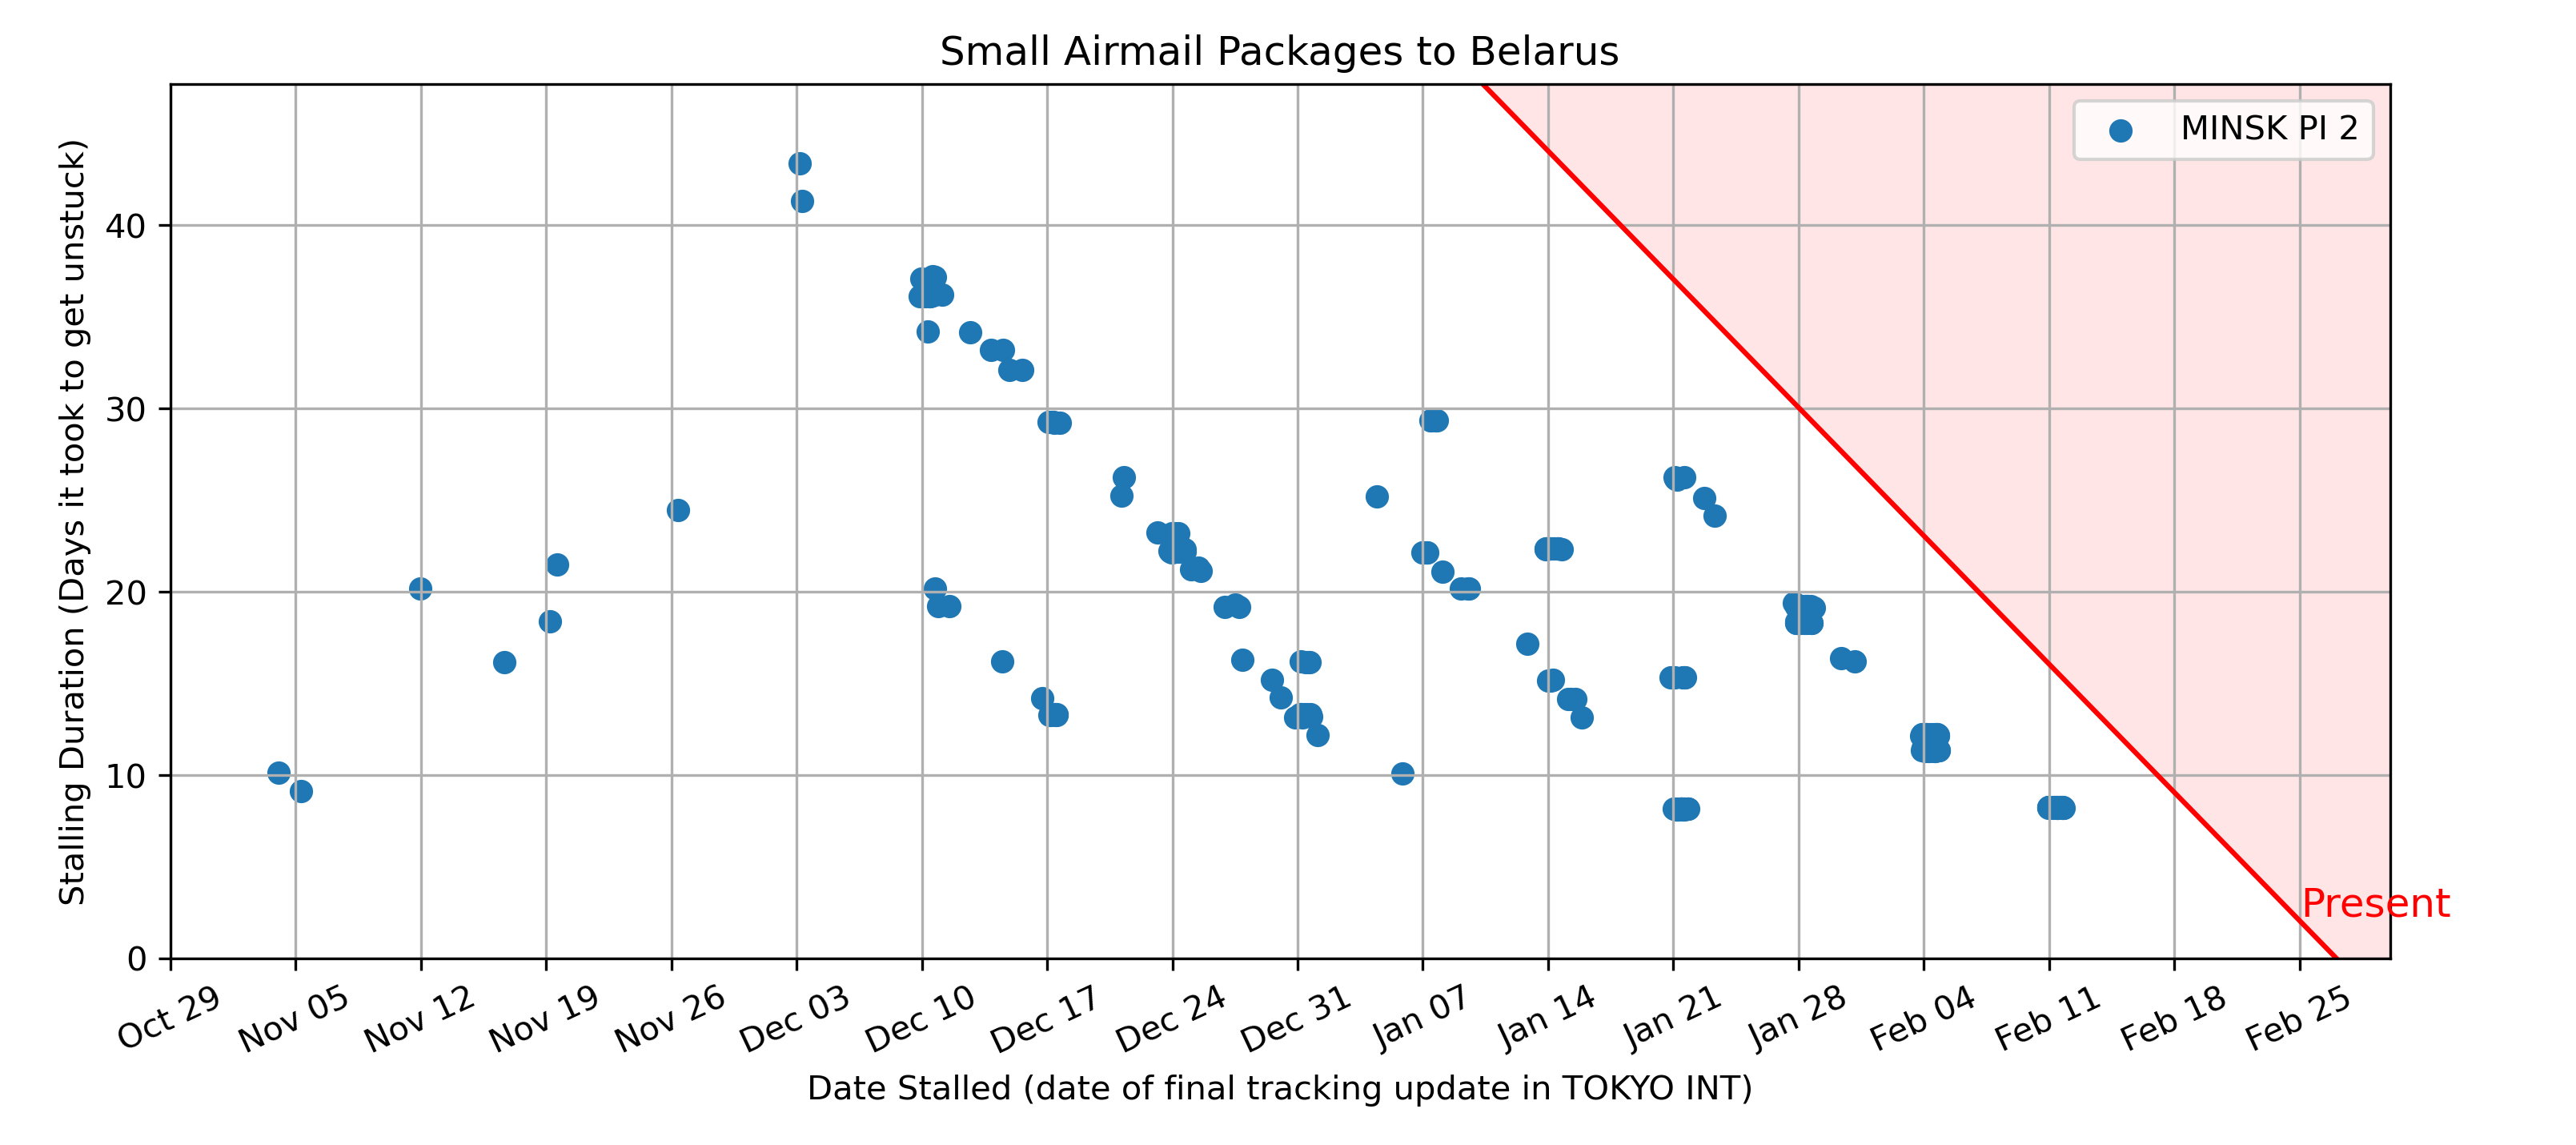 Small Airmail Packages to Belarus
MINSK PI 2
Stalling Duration (Days it took to get unstuck)
40
30
20
10
0
Present
Oct 29
Nov 05
Nov 12
Nov 19
Nov 26
Dec 03
Dec 10
Dec 17
Dec 24
Dec 31
Jan 07
Jan 14
Jan 21
Jan 28
Feb 04
Feb 11
Feb 18
Feb 25
Date Stalled (date of final tracking update in TOKYO INT)